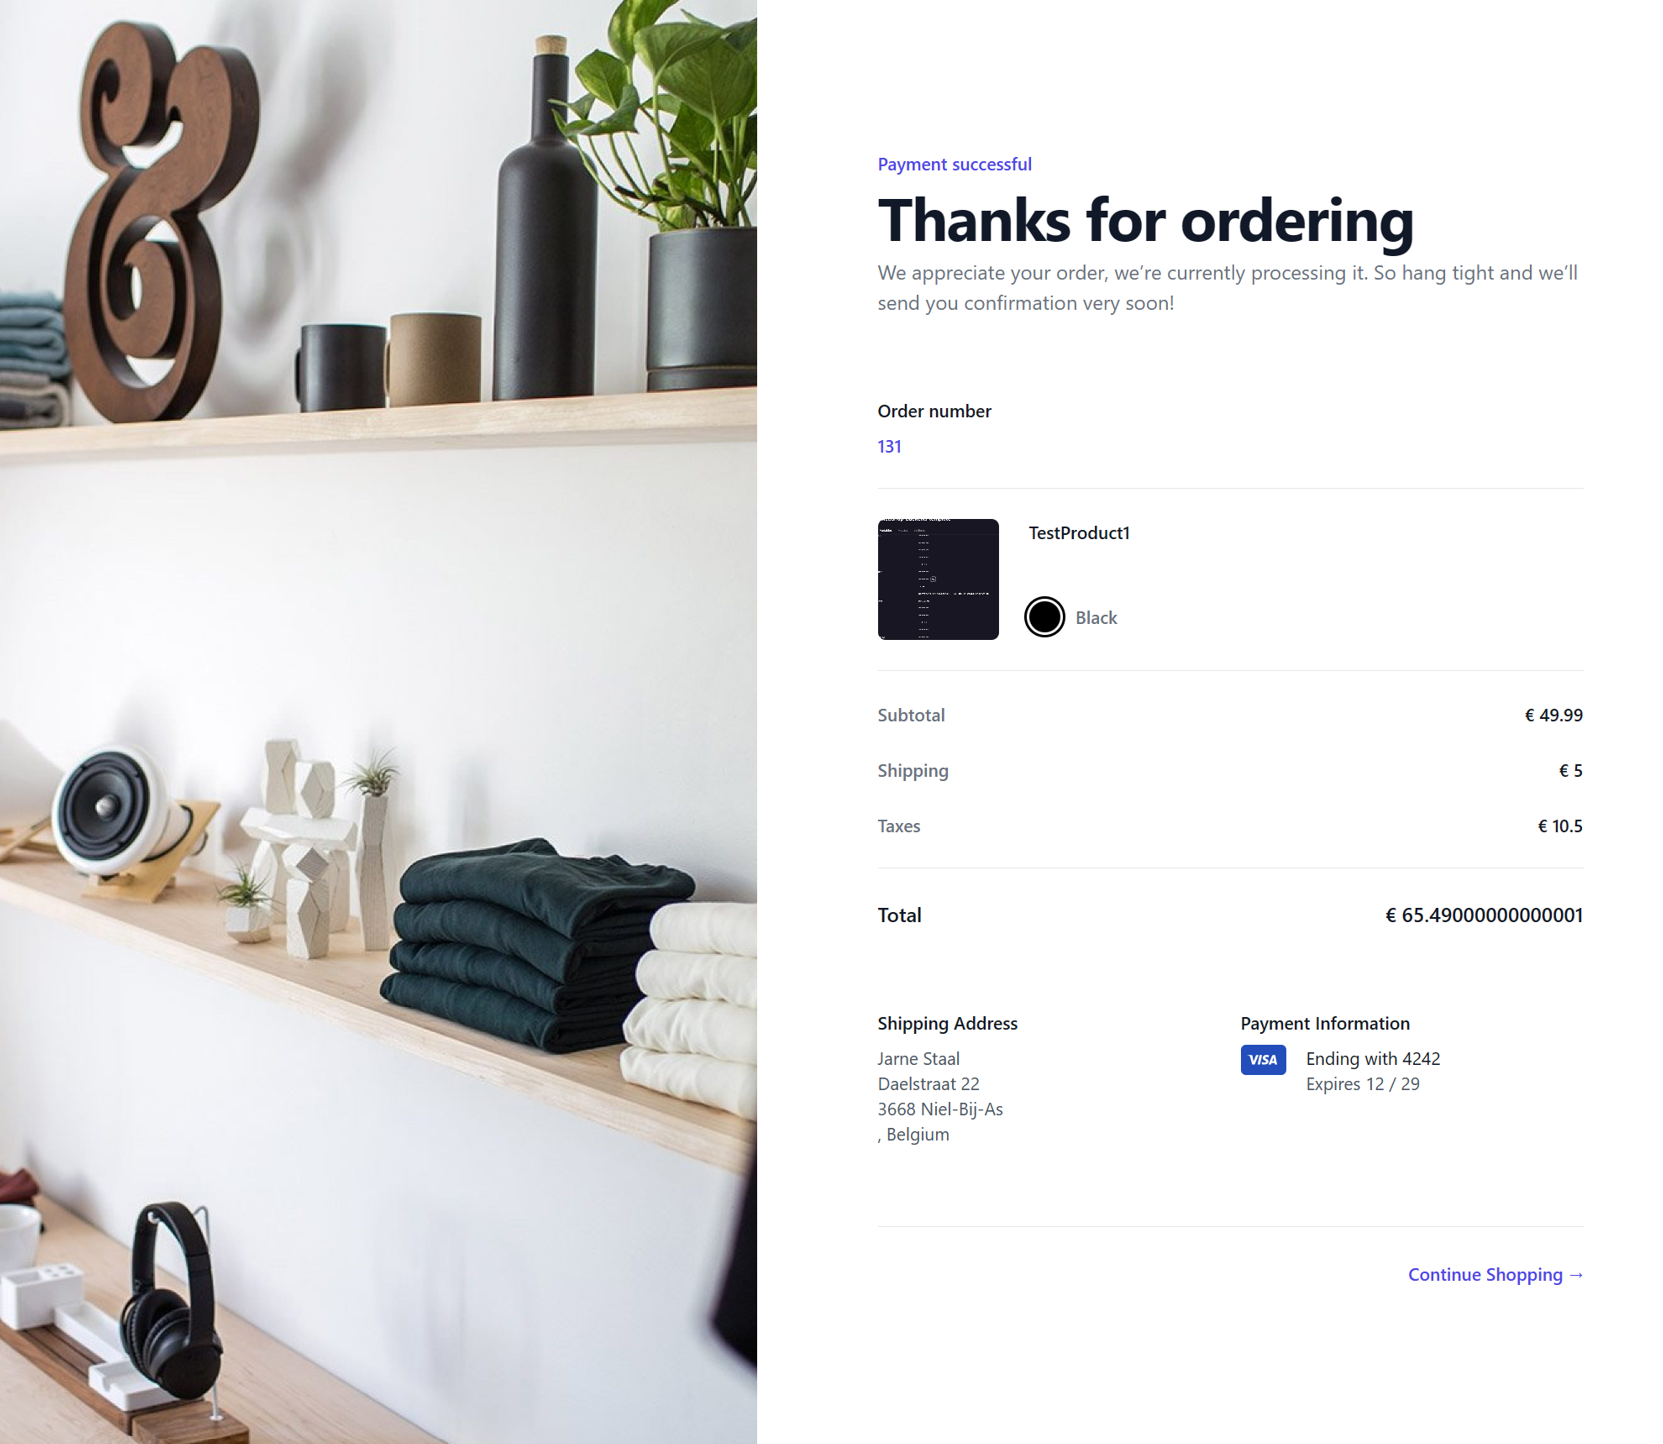 Payment successful
Thanks for ordering
We appreciate your order, we’re currently processing it. So hang tight and we’ll
send you confirmation very soon!
Order number
131
TestProduct1
Black
Subtotal
€ 49.99
Shipping
€ 5
Taxes
€ 10.5
Total
€ 65.49000000000001
Shipping Address
Jarne Staal
Daelstraat 22
3668 Niel-Bij-As
, Belgium
Payment Information
VISA
Ending with 4242
Expires 12 / 29
Continue Shopping →